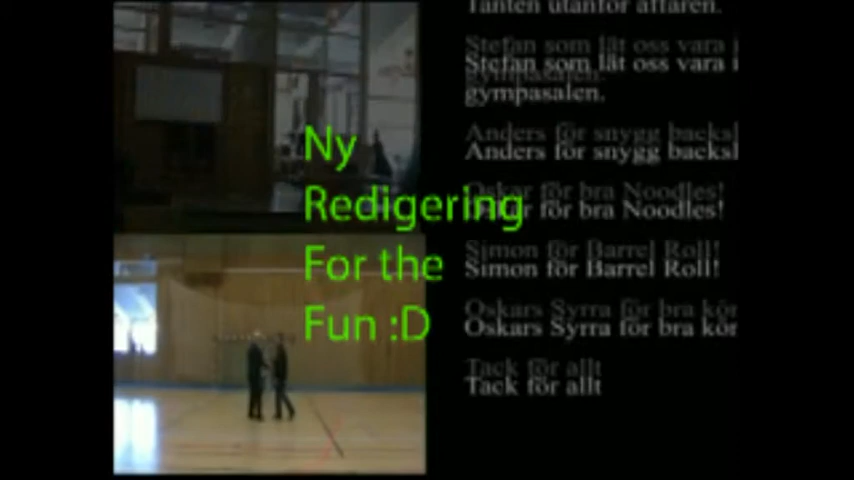 Ny
Redigering
For the
Fun :D
Tanten utanför affären.
Stefan som lät oss vara i
gympasalen.
Anders för snygg backsl
Oskar för bra Noodles!
Simon för Barrel Roll!
Oskars Syrra för bra kör
Tack för allt